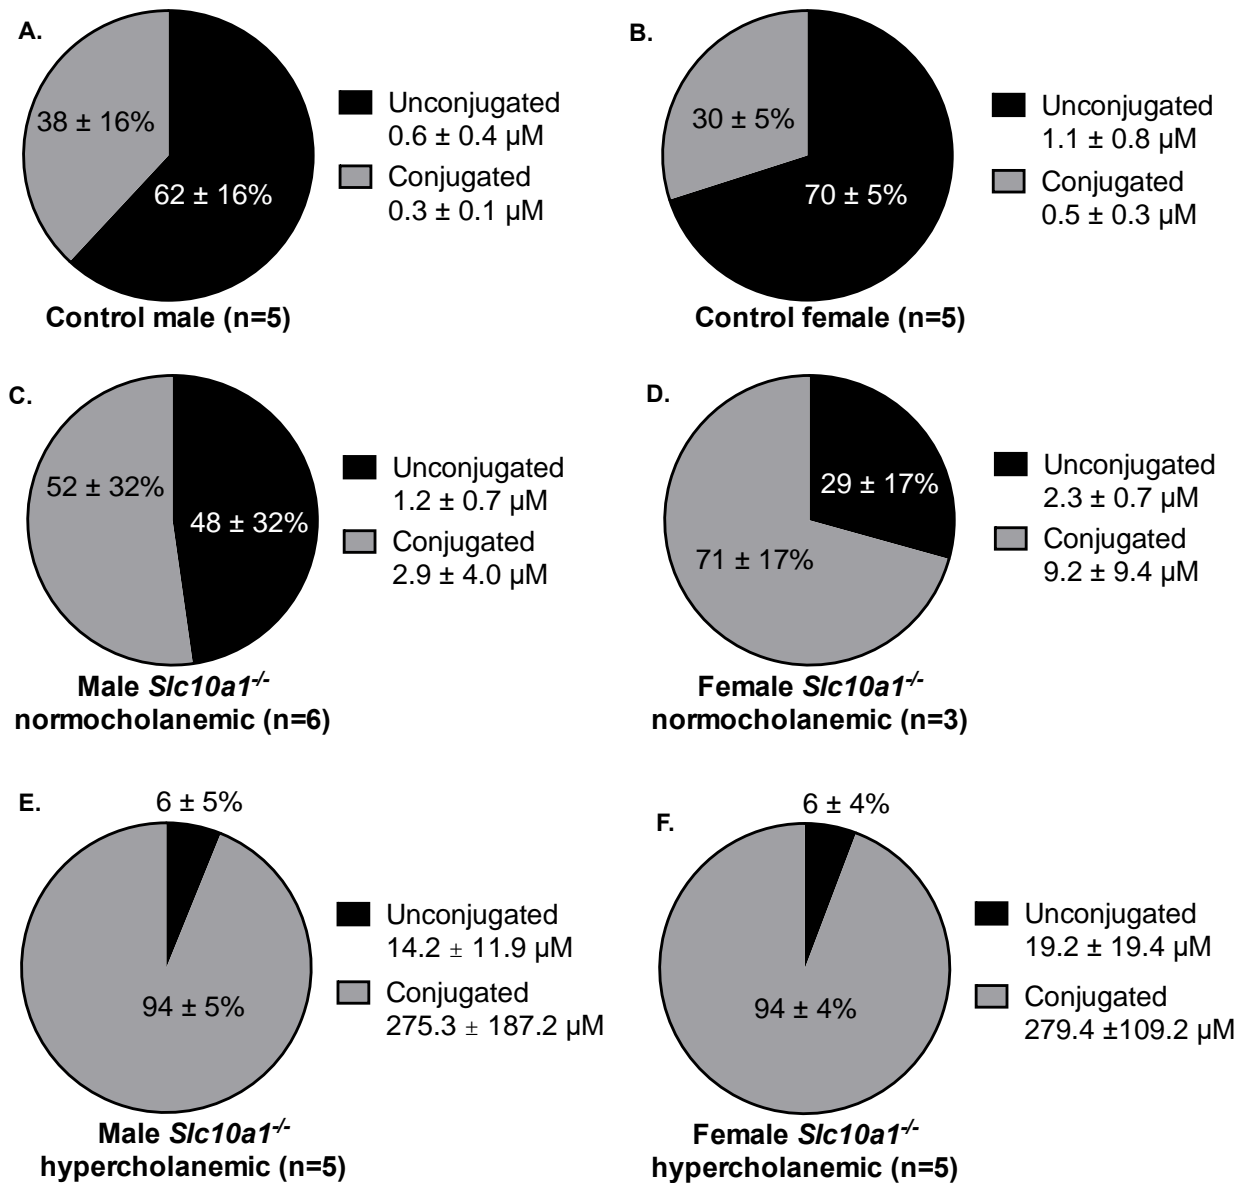 A.
38 ± 16%
62 ± 16%
Unconjugated
0.6 ± 0.4 µM
Conjugated
0.3 ± 0.1 µM
Control male (n=5)
B.
30 ± 5%
70 ± 5%
Unconjugated
1.1 ± 0.8 µM
Conjugated
0.5 ± 0.3 µM
Control female (n=5)
C.
52 ± 32%
48 ± 32%
Unconjugated
1.2 ± 0.7 µM
Conjugated
2.9 ± 4.0 µM
Male Slc10a1-/-
normocholanemic (n=6)
D.
29 ± 17%
71 ± 17%
Unconjugated
2.3 ± 0.7 µM
Conjugated
9.2 ± 9.4 µM
Female Slc10a1-/-
normocholanemic (n=3)
E.
6 ± 5%
94 ± 5%
Unconjugated
14.2 ± 11.9 µM
Conjugated
275.3 ± 187.2 µM
Male Slc10a1-/-
hypercholanemic (n=5)
F.
6 ± 4%
94 ± 4%
Unconjugated
19.2 ± 19.4 µM
Conjugated
279.4 ±109.2 µM
Female Slc10a1-/-
hypercholanemic (n=5)